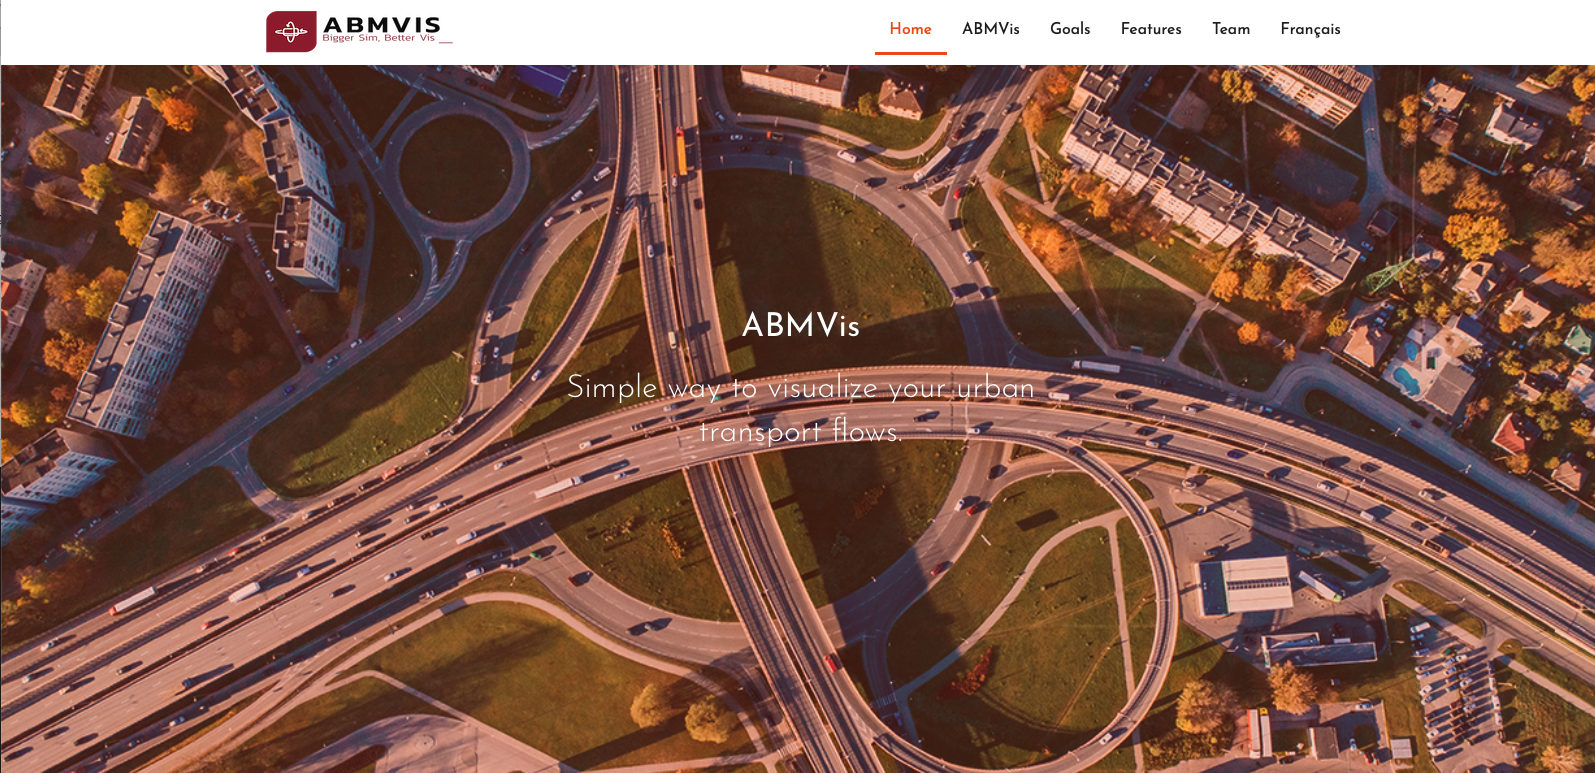 ABMVIS
Bigger Sim, Better Vis __
Home
ABMVis
Goals
Features
Team
Français
ABMVis
Simple way to visualize your urban
transport flows.